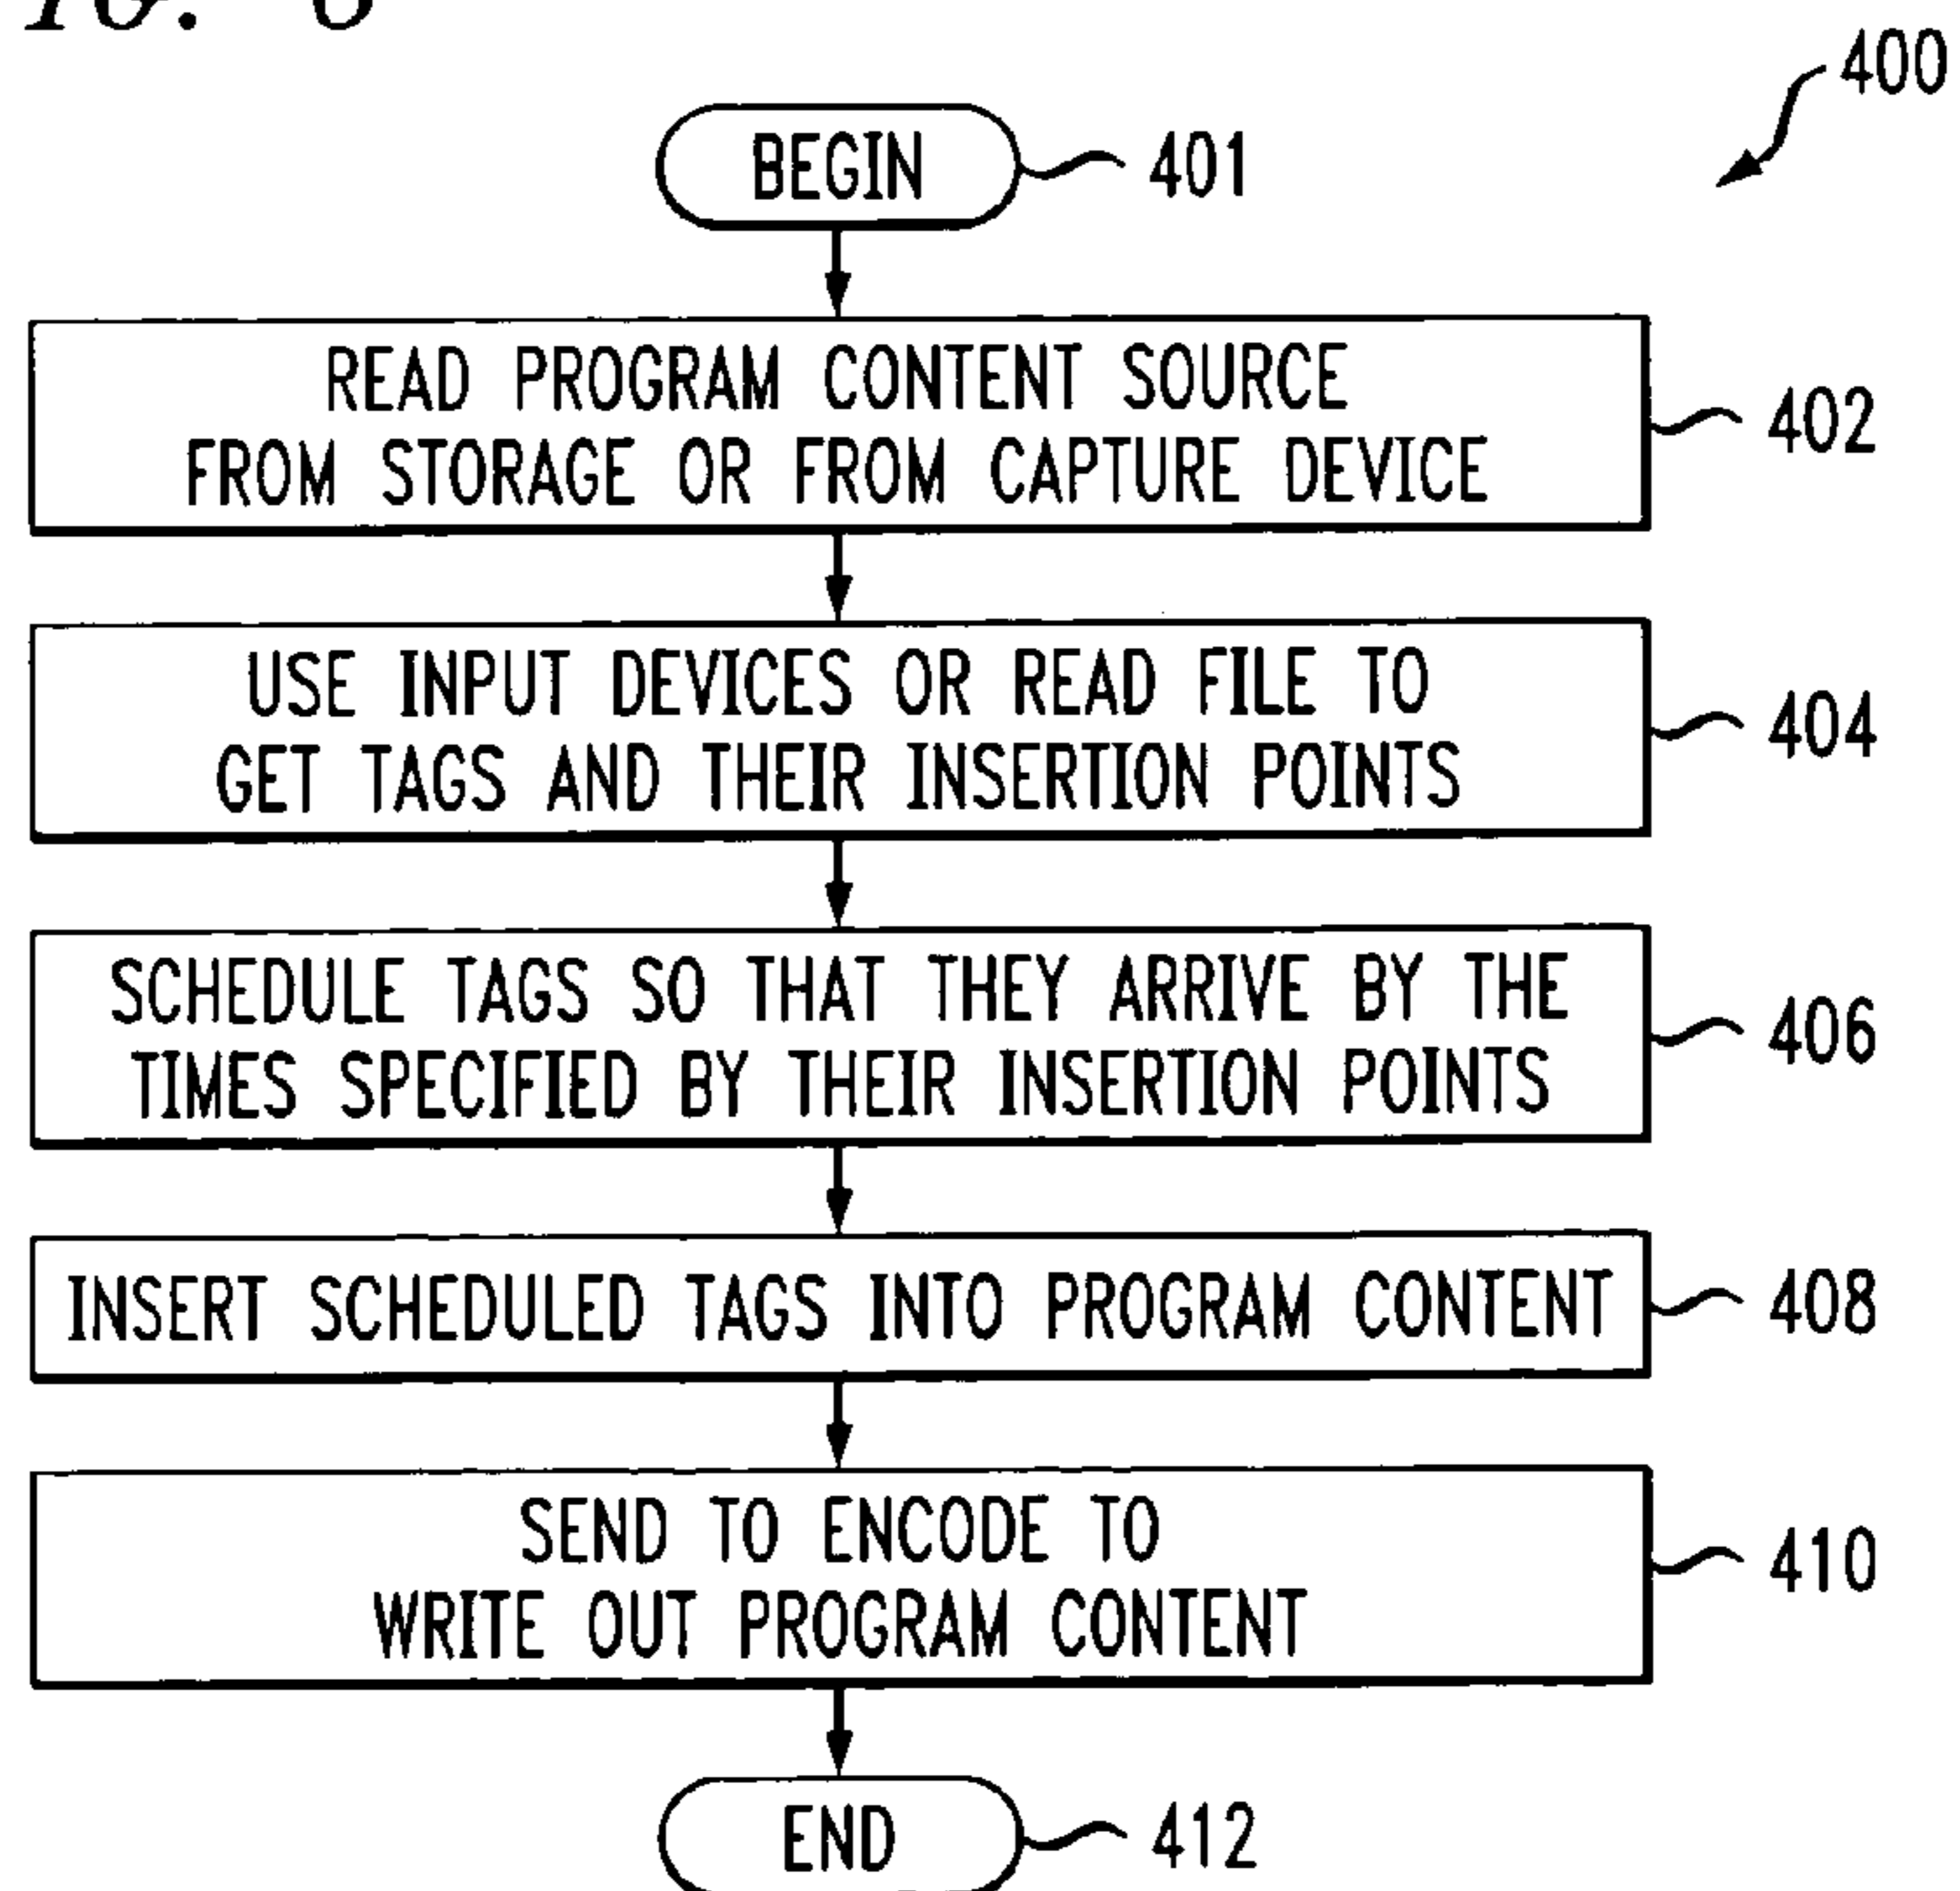 400
BEGIN 401
READ PROGRAM CONTENT SOURCE
FROM STORAGE OR FROM CAPTURE DEVICE
402
USE INPUT DEVICES OR READ FILE TO
GET TAGS AND THEIR INSERTION POINTS
404
SCHEDULE TAGS SO THAT THEY ARRIVE BY THE
TIMES SPECIFIED BY THEIR INSERTION POINTS
406
INSERT SCHEDULED TAGS INTO PROGRAM CONTENT 408
SEND TO ENCODE TO
WRITE OUT PROGRAM CONTENT
410
END 412